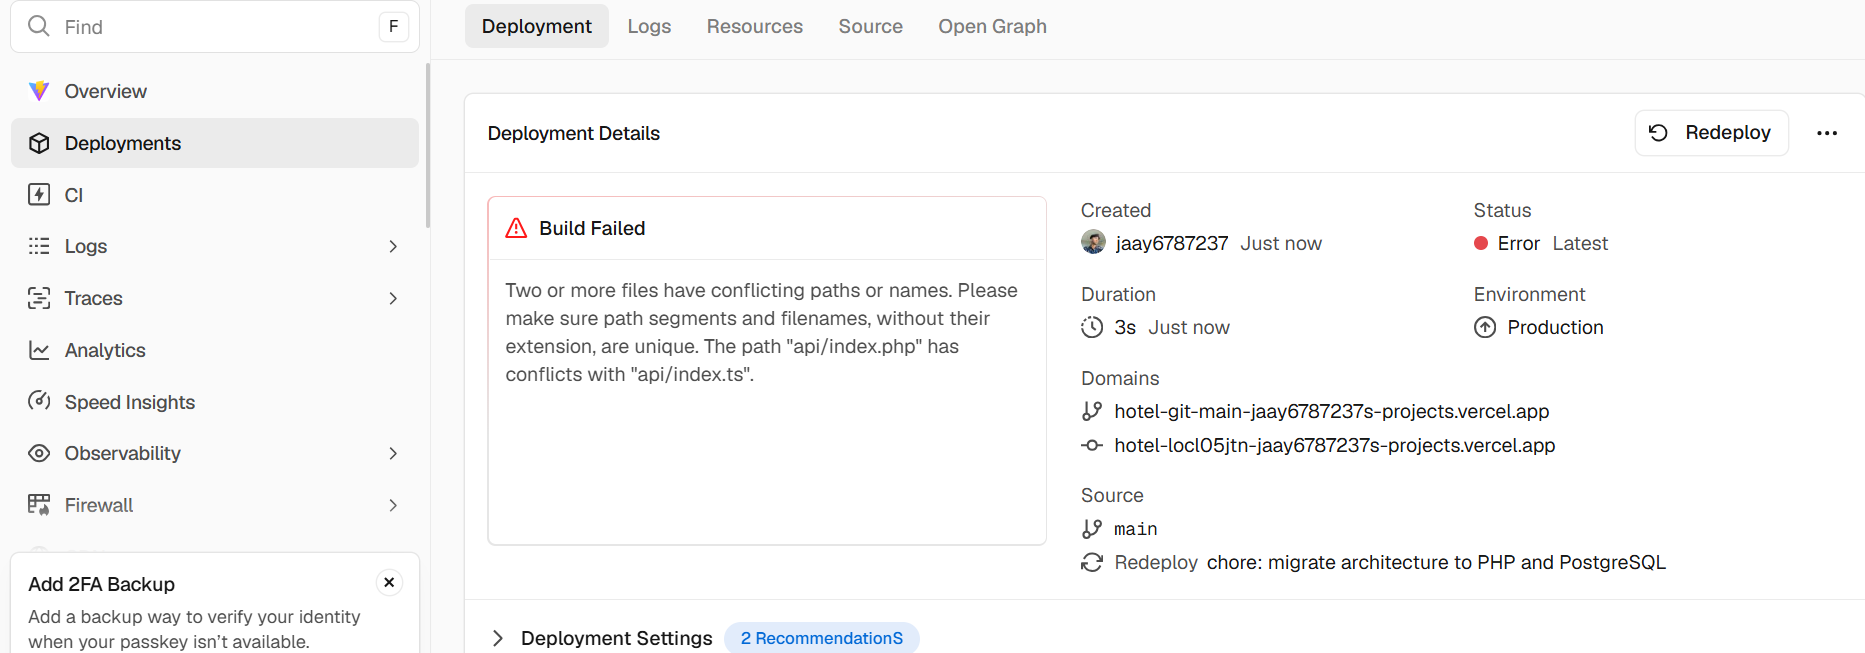 Find
F
Overview
Deployments
CI
Logs
Traces
Analytics
Speed Insights
Observability
Firewall
Add 2FA Backup
Add a backup way to verify your identity
when your passkey isn't available.
Deployment
Logs
Resources
Source
Open Graph
Deployment Details
Redeploy
Build Failed
Two or more files have conflicting paths or names. Please
make sure path segments and filenames, without their
extension, are unique. The path "api/index.php" has
conflicts with "api/index.ts".
Created
jaay6787237 Just now
Status
Error Latest
Duration
3s Just now
Environment
Production
Domains
hotel-git-main-jaay6787237s-projects.vercel.app
hotel-locl05jtn-jaay6787237s-projects.vercel.app
Source
main
Redeploy chore: migrate architecture to PHP and PostgreSQL
Deployment Settings
2 RecommendationS